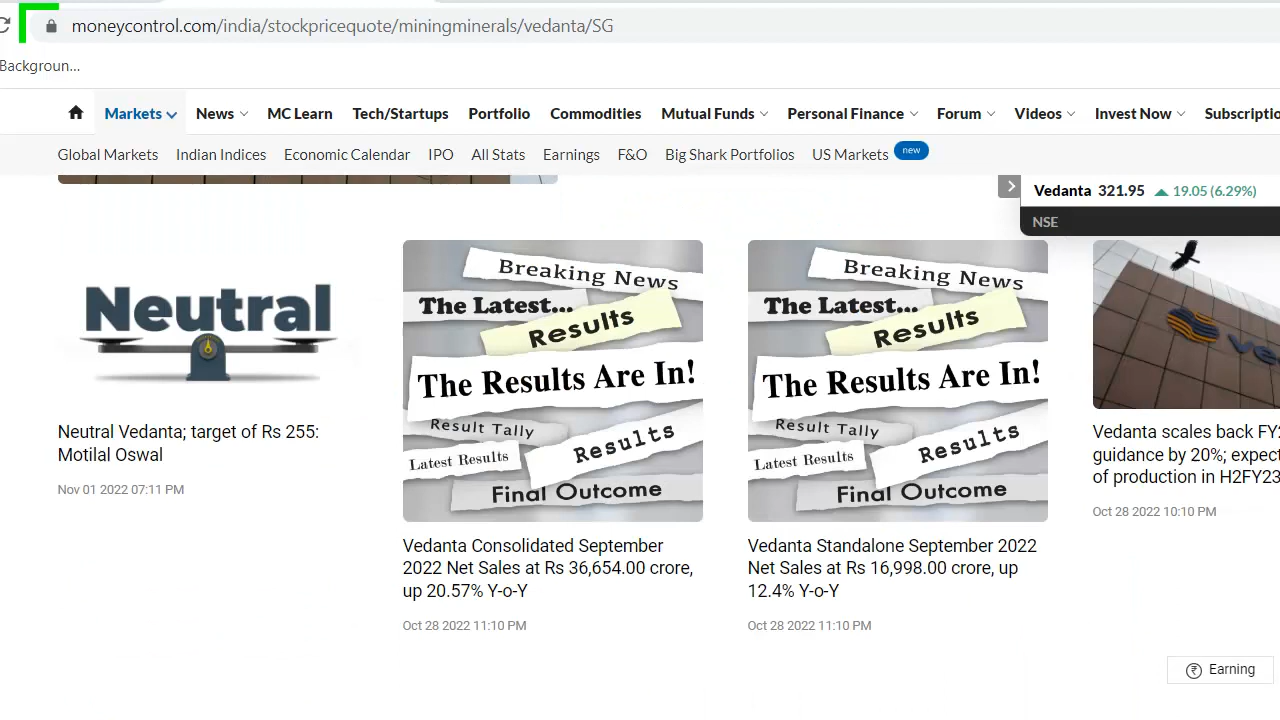 moneycontrol.com/india/stockpricequote/miningminerals/vedanta/SG
Backgroun...
Markets News MC Learn Tech/Startups Portfolio Commodities Mutual Funds Personal Finance Forum Videos Invest Now Subscriptio
Global Markets Indian Indices Economic Calendar IPO All Stats Earnings F&O Big Shark Portfolios US Markets new
Vedanta 321.95 19.05 (6.29%)
NSE
Neutral
Neutral Vedanta; target of Rs 255:
Motilal Oswal
Nov 01 2022 07:11 PM
Breaking News
The Latest...
Results
The Results Are In!
Result Tally
Results
Latest Results
Final Outcome
Vedanta Consolidated September
2022 Net Sales at Rs 36,654.00 crore,
up 20.57% Y-o-Y
Oct 28 2022 11:10 PM
Breaking News
The Latest...
Results
The Results Are In!
Result Tally
Results
Latest Results
Final Outcome
Vedanta Standalone September 2022
Net Sales at Rs 16,998.00 crore, up
12.4% Y-o-Y
Oct 28 2022 11:10 PM
ve
Vedanta scales back FY2
guidance by 20%; expect
of production in H2FY23
Oct 28 2022 10:10 PM
₹ Earning